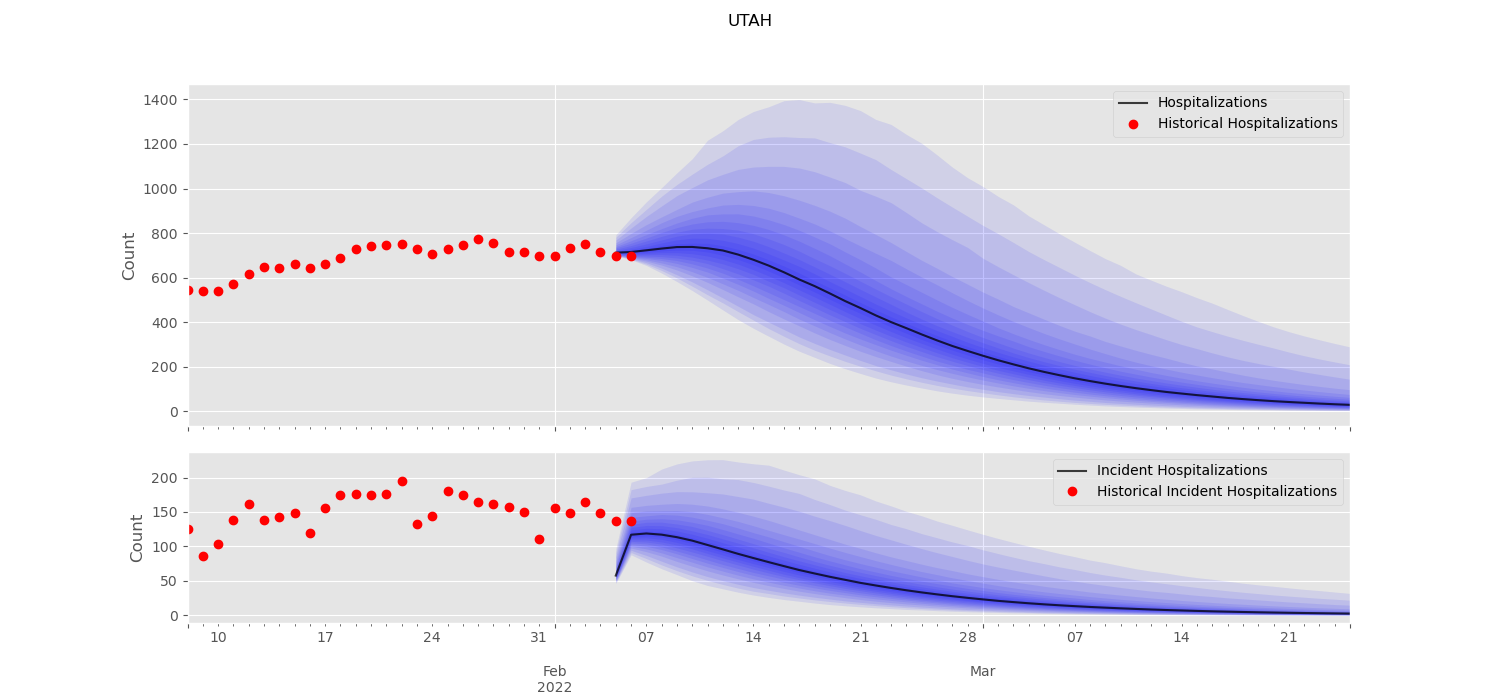 UTAH
Count
1400
1200
1000
800
600
400
200
0
Hospitalizations
Historical Hospitalizations
Count
200
150
100
50
0
Incident Hospitalizations
Historical Incident Hospitalizations
10 17 24 31 07 14 21 28 07 14 21
Feb Mar
2022